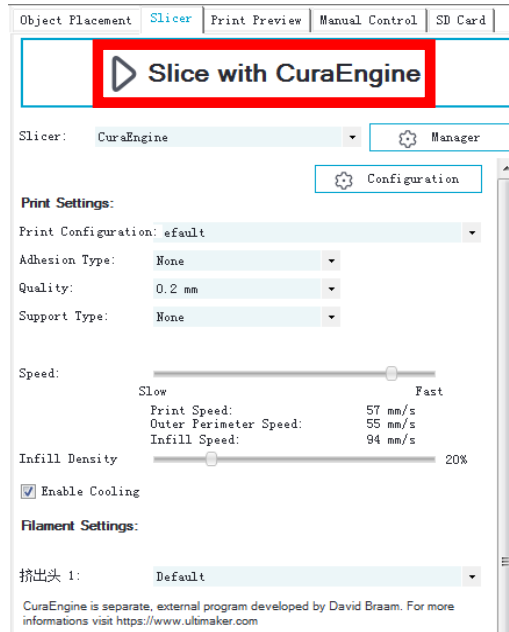 Object Placement Slicer Print Preview Manual Control SD Card
Slice with CuraEngine
Slicer: CuraEngine Manager
Configuration
Print Settings:
Print Configuration: efault
Adhesion Type: None
Quality: 0.2 mm
Support Type: None
Speed:
Slow Fast
Print Speed: 57 mm/s
Outer Perimeter Speed: 55 mm/s
Infill Speed: 94 mm/s
Infill Density 20%
Enable Cooling
Filament Settings:
挤出头 1: Default
CuraEngine is separate, external program developed by David Braam. For more
informations visit https://www.ultimaker.com